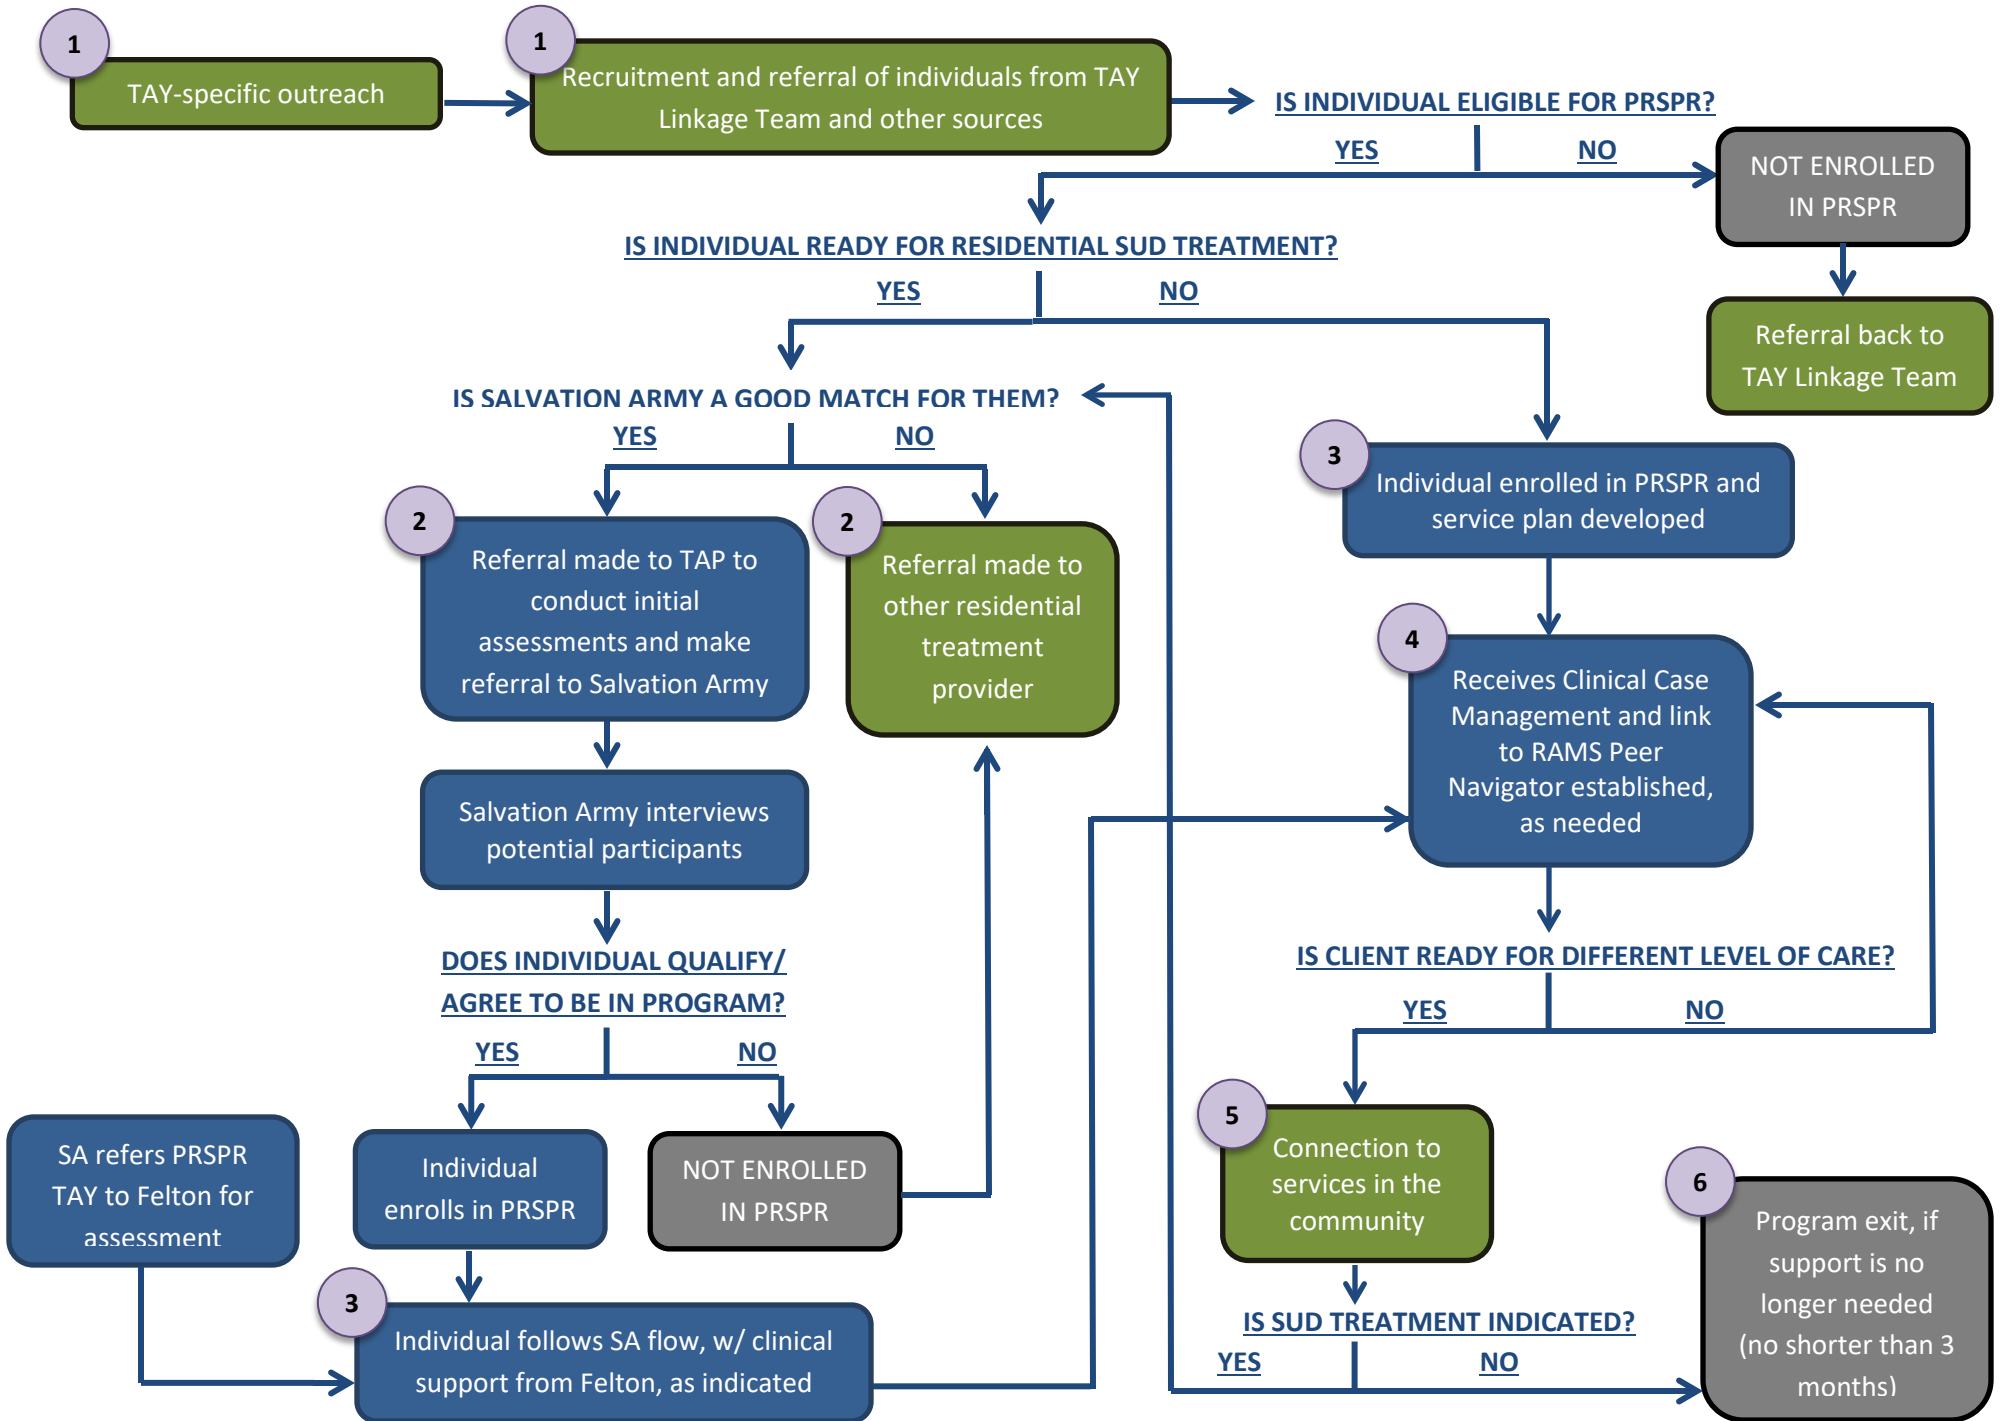 1
TAY-specific outreach
1
Recruitment and referral of individuals from TAY
Linkage Team and other sources
IS INDIVIDUAL ELIGIBLE FOR PRSPR?
YES
NO
NOT ENROLLED
IN PRSPR
Referral back to
TAY Linkage Team
IS INDIVIDUAL READY FOR RESIDENTIAL SUD TREATMENT?
YES
NO
IS SALVATION ARMY A GOOD MATCH FOR THEM?
YES
NO
2
Referral made to TAP to
conduct initial
assessments and make
referral to Salvation Army
2
Referral made to
other residential
treatment
provider
Salvation Army interviews
potential participants
DOES INDIVIDUAL QUALIFY/
AGREE TO BE IN PROGRAM?
YES
NO
SA refers PRSPR
TAY to Felton for
assessment
Individual
enrolls in PRSPR
NOT ENROLLED
IN PRSPR
3
Individual follows SA flow, w/ clinical
support from Felton, as indicated
3
Individual enrolled in PRSPR and
service plan developed
4
Receives Clinical Case
Management and link
to RAMS Peer
Navigator established,
as needed
IS CLIENT READY FOR DIFFERENT LEVEL OF CARE?
YES
NO
5
Connection to
services in the
community
IS SUD TREATMENT INDICATED?
YES
NO
6
Program exit, if
support is no
longer needed
(no shorter than 3
months)